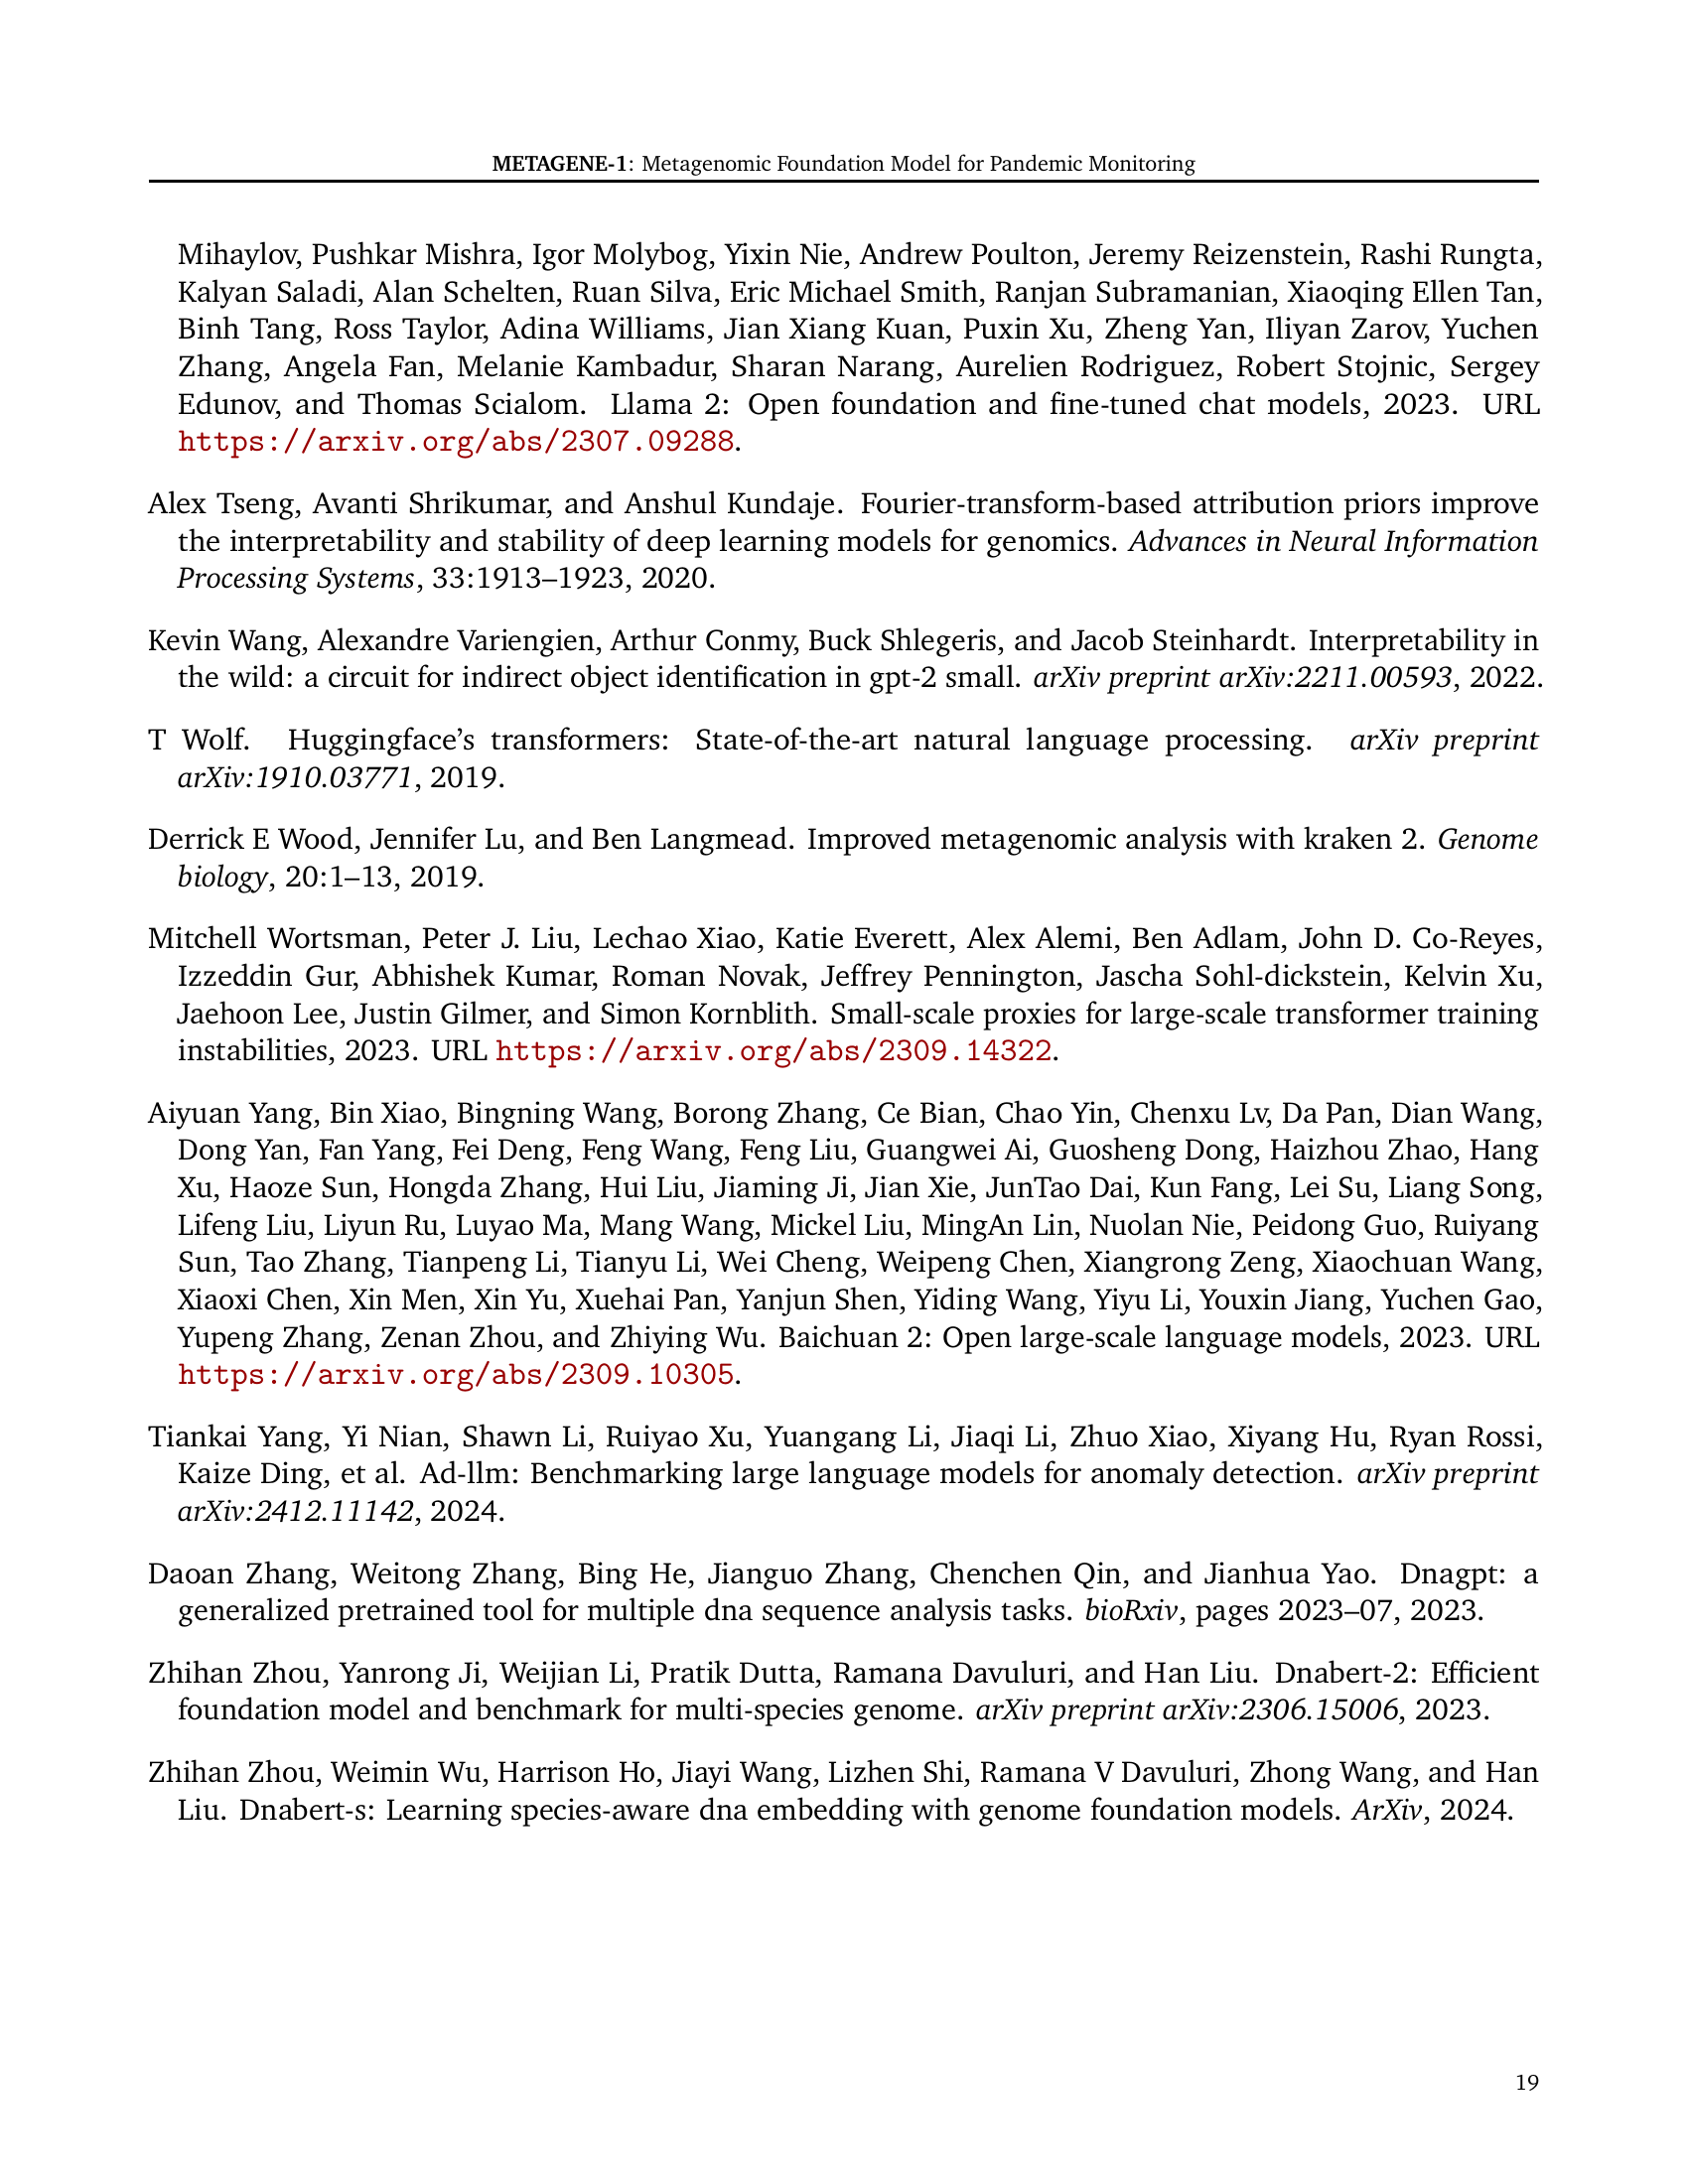 METAGENE-1: Metagenomic Foundation Model for Pandemic Monitoring
Mihaylov, Pushkar Mishra, Igor Molybog, Yixin Nie, Andrew Poulton, Jeremy Reizenstein, Rashi Rungta,
Kalyan Saladi, Alan Schelten, Ruan Silva, Eric Michael Smith, Ranjan Subramanian, Xiaoqing Ellen Tan,
Binh Tang, Ross Taylor, Adina Williams, Jian Xiang Kuan, Puxin Xu, Zheng Yan, Iliyan Zarov, Yuchen
Zhang, Angela Fan, Melanie Kambadur, Sharan Narang, Aurelien Rodriguez, Robert Stojnic, Sergey
Edunov, and Thomas Scialom. Llama 2: Open foundation and fine-tuned chat models, 2023. URL
https://arxiv.org/abs/2307.09288.
Alex Tseng, Avanti Shrikumar, and Anshul Kundaje. Fourier-transform-based attribution priors improve
the interpretability and stability of deep learning models for genomics. Advances in Neural Information
Processing Systems, 33:1913–1923, 2020.
Kevin Wang, Alexandre Variengien, Arthur Conmy, Buck Shlegeris, and Jacob Steinhardt. Interpretability in
the wild: a circuit for indirect object identification in gpt-2 small. arXiv preprint arXiv:2211.00593, 2022.
T Wolf. Huggingface’s transformers: State-of-the-art natural language processing. arXiv preprint
arXiv:1910.03771, 2019.
Derrick E Wood, Jennifer Lu, and Ben Langmead. Improved metagenomic analysis with kraken 2. Genome
biology, 20:1–13, 2019.
Mitchell Wortsman, Peter J. Liu, Lechao Xiao, Katie Everett, Alex Alemi, Ben Adlam, John D. Co-Reyes,
Izzeddin Gur, Abhishek Kumar, Roman Novak, Jeffrey Pennington, Jascha Sohl-dickstein, Kelvin Xu,
Jaehoon Lee, Justin Gilmer, and Simon Kornblith. Small-scale proxies for large-scale transformer training
instabilities, 2023. URL https://arxiv.org/abs/2309.14322.
Aiyuan Yang, Bin Xiao, Bingning Wang, Borong Zhang, Ce Bian, Chao Yin, Chenxu Lv, Da Pan, Dian Wang,
Dong Yan, Fan Yang, Fei Deng, Feng Wang, Feng Liu, Guangwei Ai, Guosheng Dong, Haizhou Zhao, Hang
Xu, Haoze Sun, Hongda Zhang, Hui Liu, Jiaming Ji, Jian Xie, JunTao Dai, Kun Fang, Lei Su, Liang Song,
Lifeng Liu, Liyun Ru, Luyao Ma, Mang Wang, Mickel Liu, MingAn Lin, Nuolan Nie, Peidong Guo, Ruiyang
Sun, Tao Zhang, Tianpeng Li, Tianyu Li, Wei Cheng, Weipeng Chen, Xiangrong Zeng, Xiaochuan Wang,
Xiaoxi Chen, Xin Men, Xin Yu, Xuehai Pan, Yanjun Shen, Yiding Wang, Yiyu Li, Youxin Jiang, Yuchen Gao,
Yupeng Zhang, Zenan Zhou, and Zhiying Wu. Baichuan 2: Open large-scale language models, 2023. URL
https://arxiv.org/abs/2309.10305.
Tiankai Yang, Yi Nian, Shawn Li, Ruiyao Xu, Yuangang Li, Jiaqi Li, Zhuo Xiao, Xiyang Hu, Ryan Rossi,
Kaize Ding, et al. Ad-llm: Benchmarking large language models for anomaly detection. arXiv preprint
arXiv:2412.11142, 2024.
Daoan Zhang, Weitong Zhang, Bing He, Jianguo Zhang, Chenchen Qin, and Jianhua Yao. Dnagpt: a
generalized pretrained tool for multiple dna sequence analysis tasks. bioRxiv, pages 2023–07, 2023.
Zhihan Zhou, Yanrong Ji, Weijian Li, Pratik Dutta, Ramana Davuluri, and Han Liu. Dnabert-2: Efficient
foundation model and benchmark for multi-species genome. arXiv preprint arXiv:2306.15006, 2023.
Zhihan Zhou, Weimin Wu, Harrison Ho, Jiayi Wang, Lizhen Shi, Ramana V Davuluri, Zhong Wang, and Han
Liu. Dnabert-s: Learning species-aware dna embedding with genome foundation models. ArXiv, 2024.
19